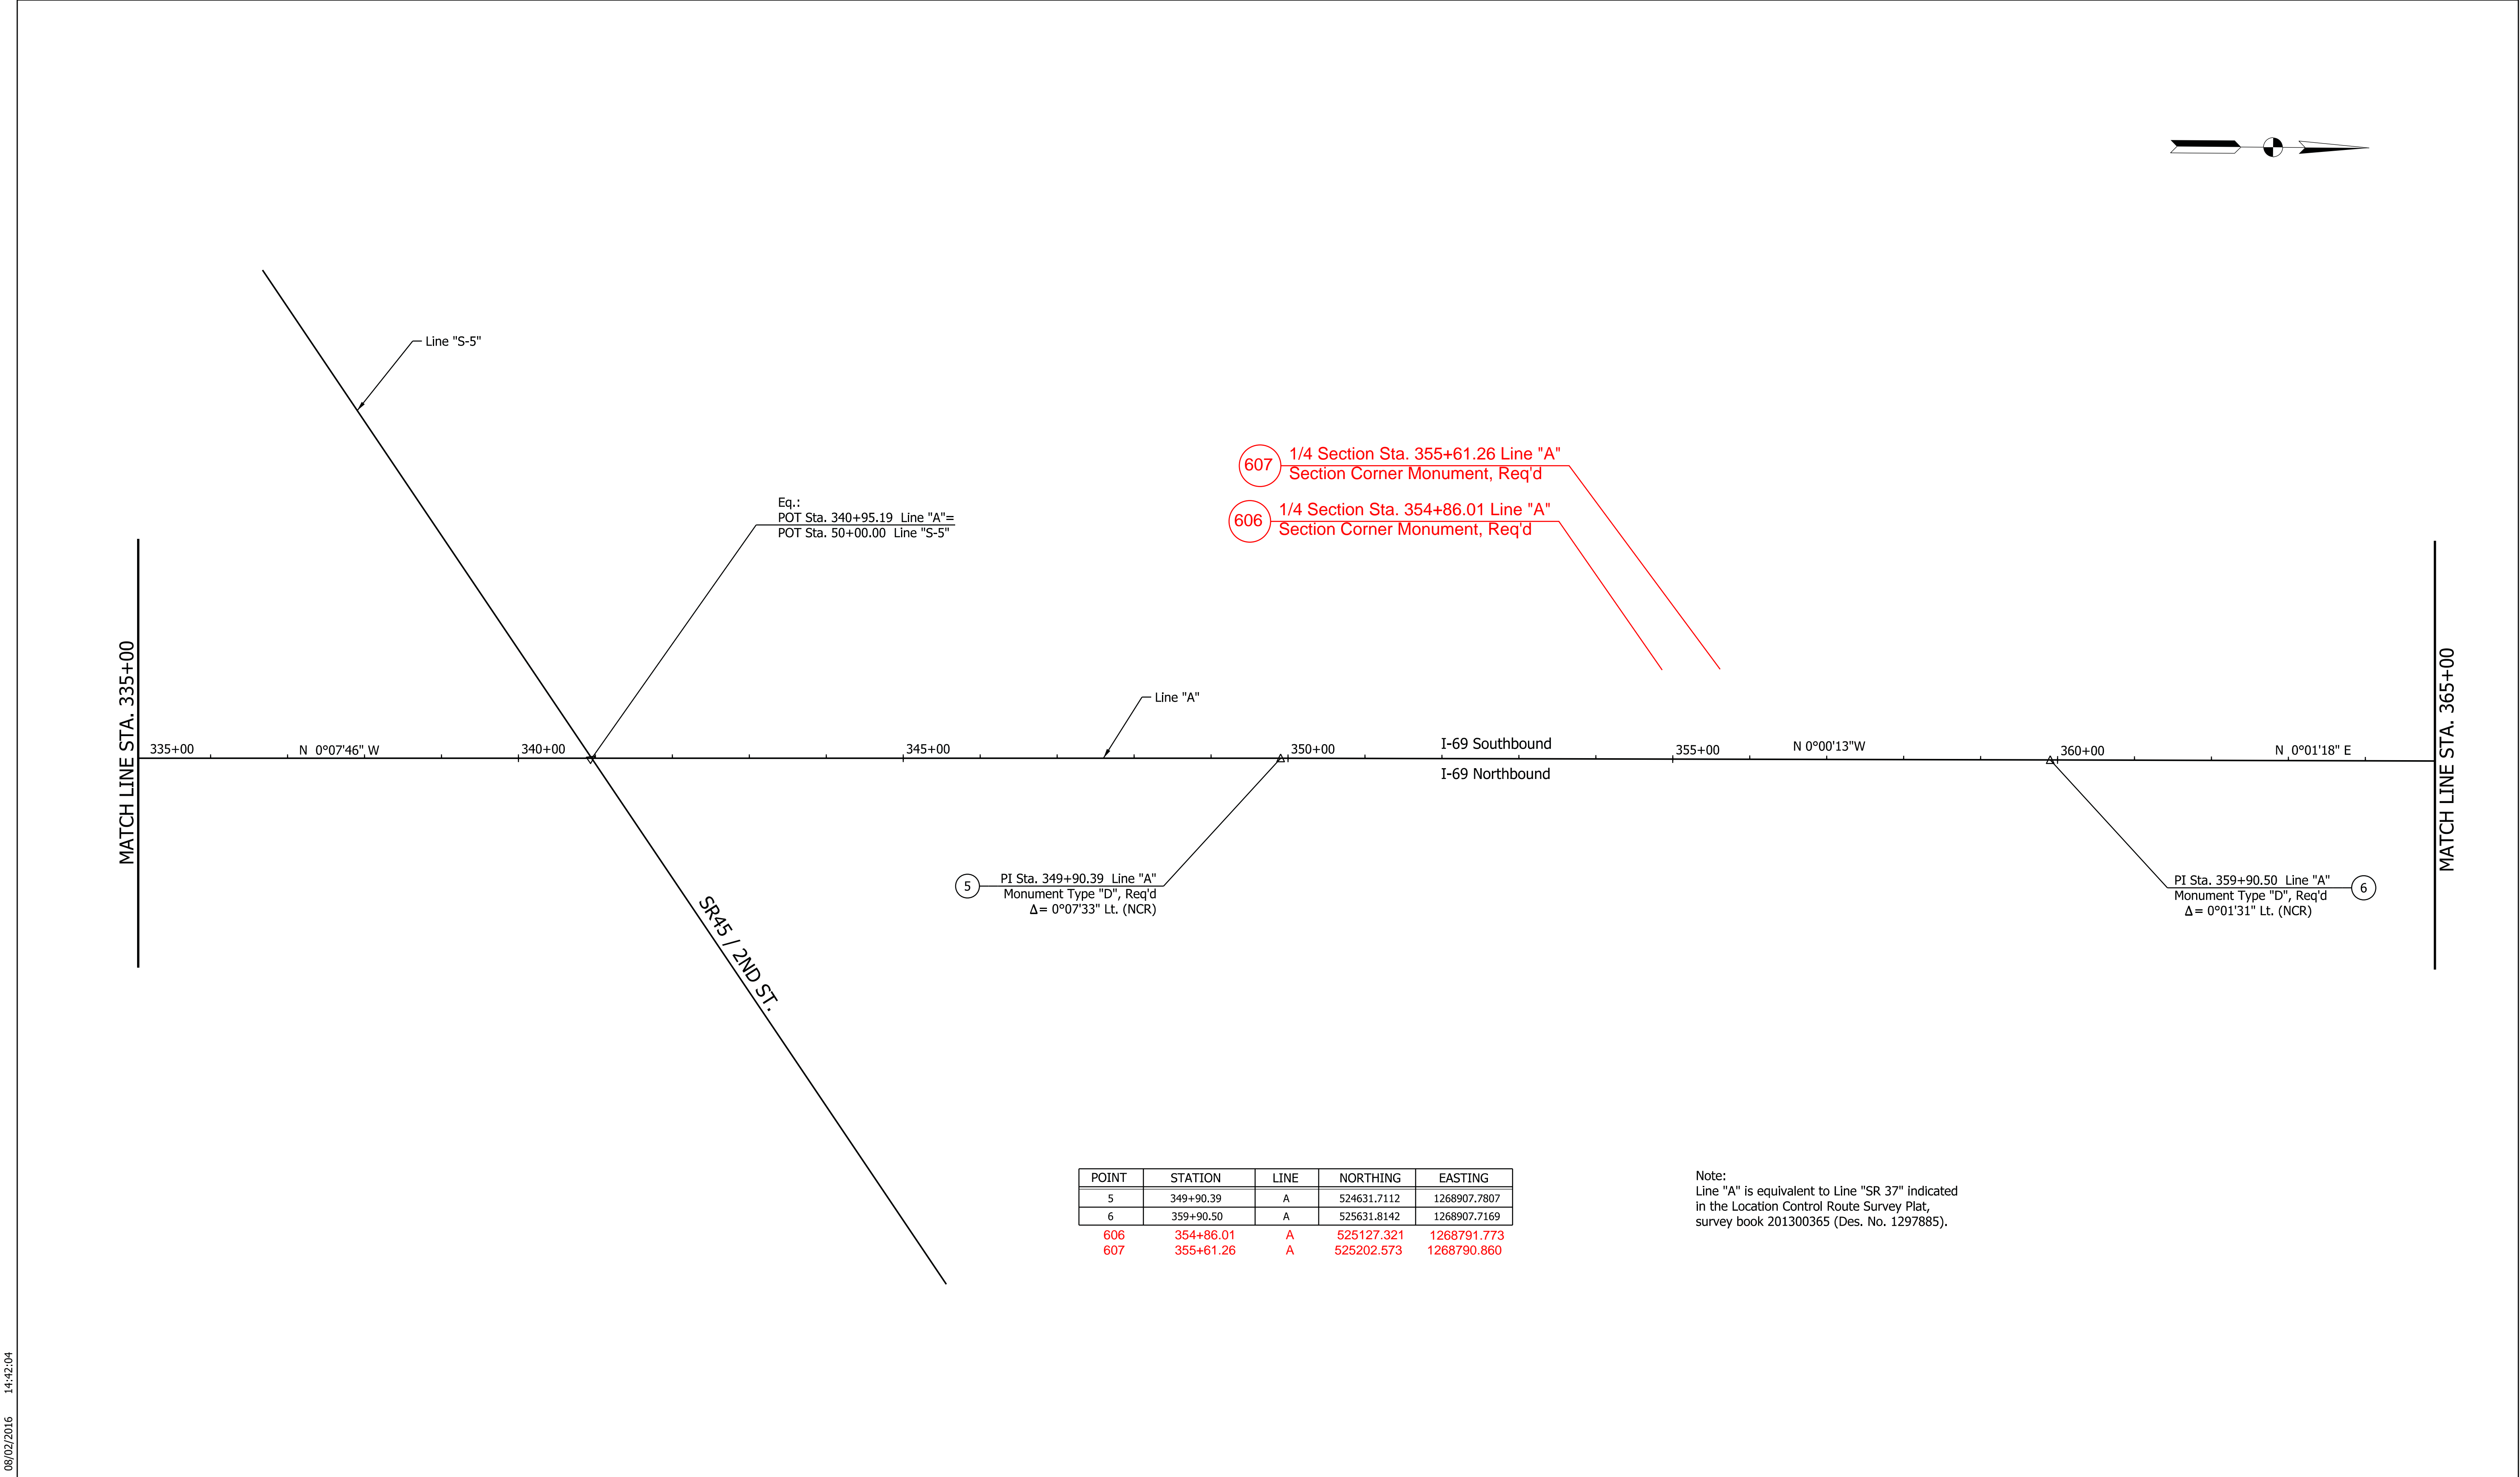 Line "S-5"
607
1/4 Section Sta. 355+61.26 Line "A"
Section Corner Monument, Req'd
606
1/4 Section Sta. 354+86.01 Line "A"
Section Corner Monument, Req'd
Eq.:
POT Sta. 340+95.19 Line "A"=
POT Sta. 50+00.00 Line "S-5"
MATCH LINE STA. 335+00
Line "A"
335+00
N 0°07'46" W
340+00
345+00
350+00
I-69 Southbound
355+00
N 0°00'13"W
360+00
N 0°01'18" E
I-69 Northbound
MATCH LINE STA. 365+00
5
PI Sta. 349+90.39 Line "A"
Monument Type "D", Req'd
Δ= 0°07'33" Lt. (NCR)
PI Sta. 359+90.50 Line "A"
Monument Type "D", Req'd
Δ= 0°01'31" Lt. (NCR)
6
SR45 / 2ND ST.
POINT STATION LINE NORTHING EASTING
5 349+90.39 A 524631.7112 1268907.7807
6 359+90.50 A 525631.8142 1268907.7169
606 354+86.01 A 525127.321 1268791.773
607 355+61.26 A 525202.573 1268790.860
Note:
Line "A" is equivalent to Line "SR 37" indicated
in the Location Control Route Survey Plat,
survey book 201300365 (Des. No. 1297885).
08/02/2016 14:42:04